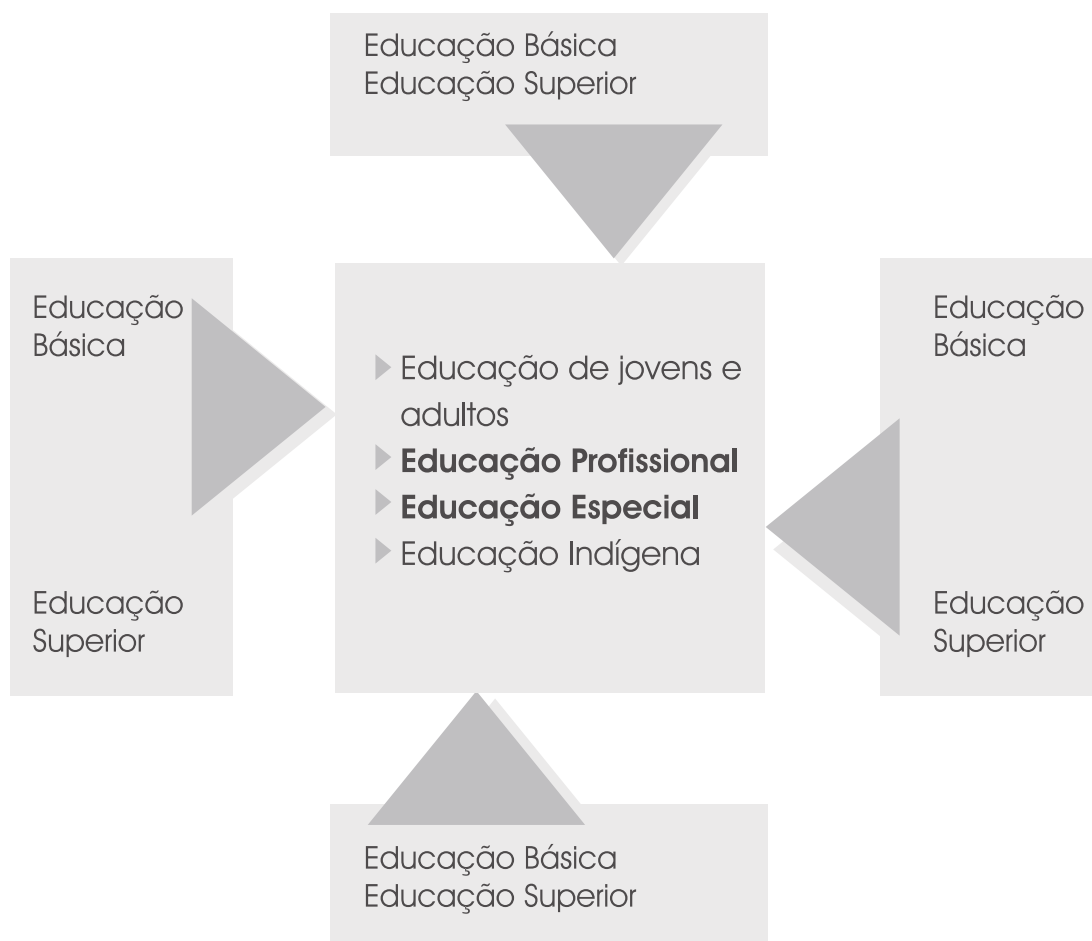 Educação Básica
Educação Superior
Educação
Básica
Educação
Superior
Educação de jovens e
adultos
Educação Profissional
Educação Especial
Educação Indígena
Educação
Básica
Educação
Superior
Educação Básica
Educação Superior